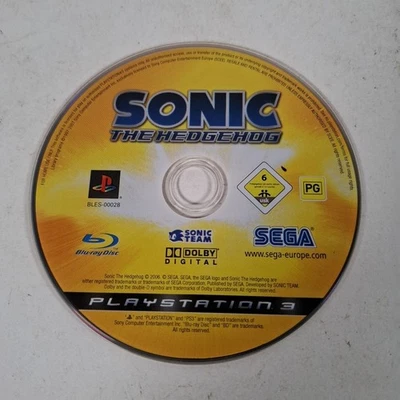 SONIC
THE HEDGEHOG
6
PG
BLES-00028
Blu-ray Disc
SONIC
TEAM
DOLBY
DIGITAL
SEGA
www.sega-europe.com
Sonic The Hedgehog © 2006. © SEGA. SEGA, the SEGA logo and Sonic The Hedgehog are
either registered trademarks or trademarks of SEGA Corporation. Published by SEGA. Developed by SONIC TEAM.
Dolby and the double-D symbol are trademarks of Dolby Laboratories. All rights reserved.
PLAYSTATION 3
and "PLAYSTATION" and "PS3" are registered trademarks of
Sony Computer Entertainment Inc. "Blu-ray Disc" and "BD" are trademarks.
All rights reserved.